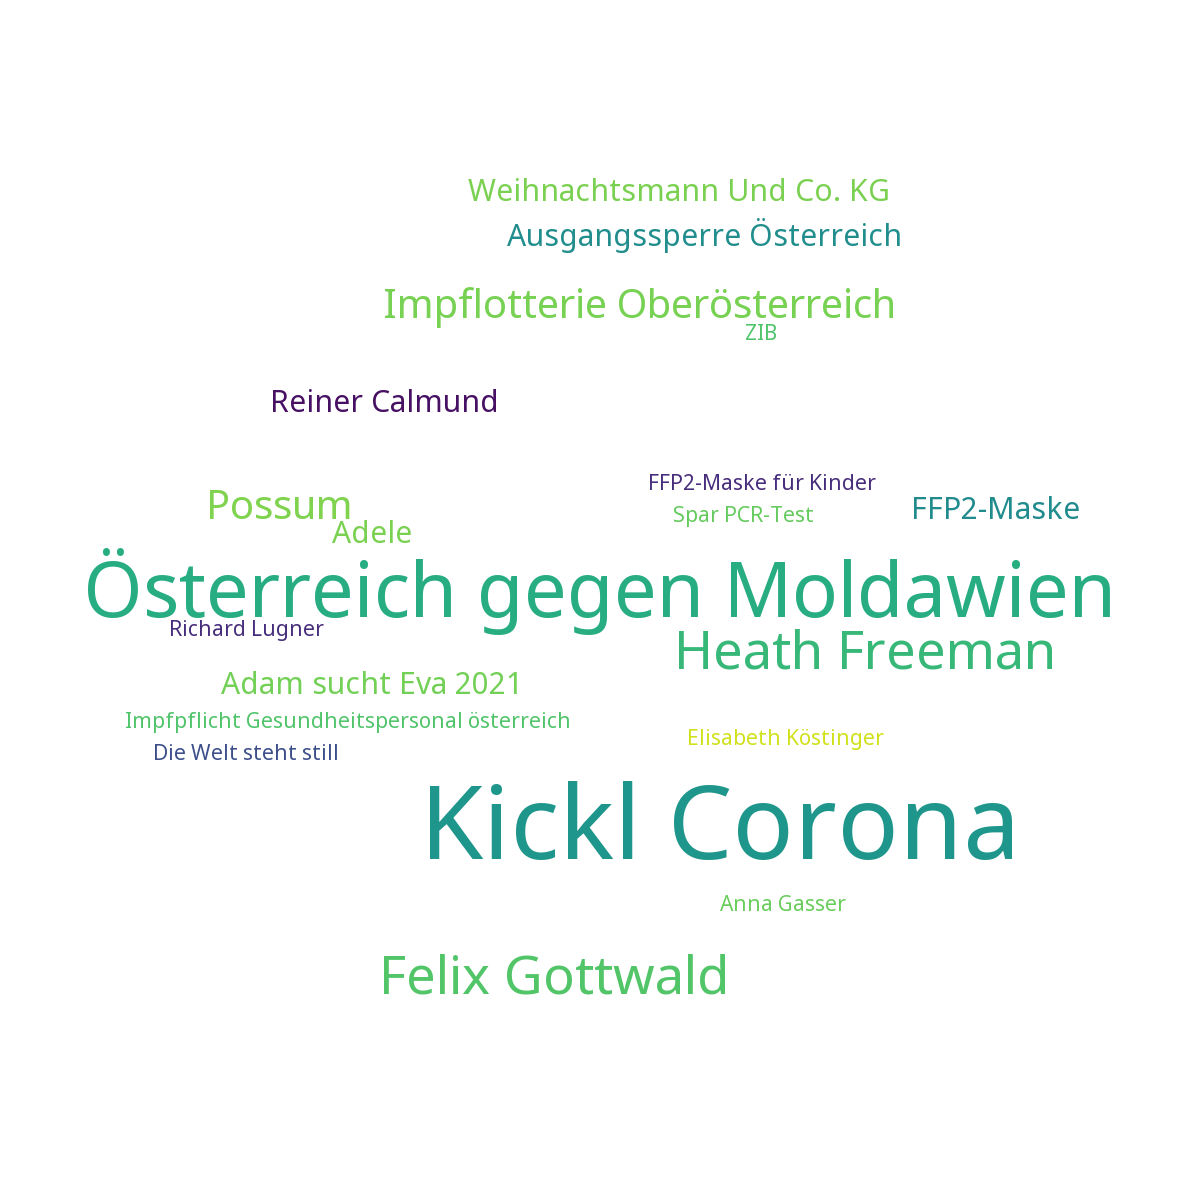 Weihnachtsmann Und Co. KG
Ausgangssperre Österreich
Impflotterie Oberösterreich
ZIB
Reiner Calmund
FFP2-Maske für Kinder
Possum
FFP2-Maske
Spar PCR-Test
Adele
Österreich gegen Moldawien
Richard Lugner
Heath Freeman
Adam sucht Eva 2021
Impfpflicht Gesundheitspersonal österreich
Elisabeth Köstinger
Die Welt steht still
Kickl Corona
Anna Gasser
Felix Gottwald